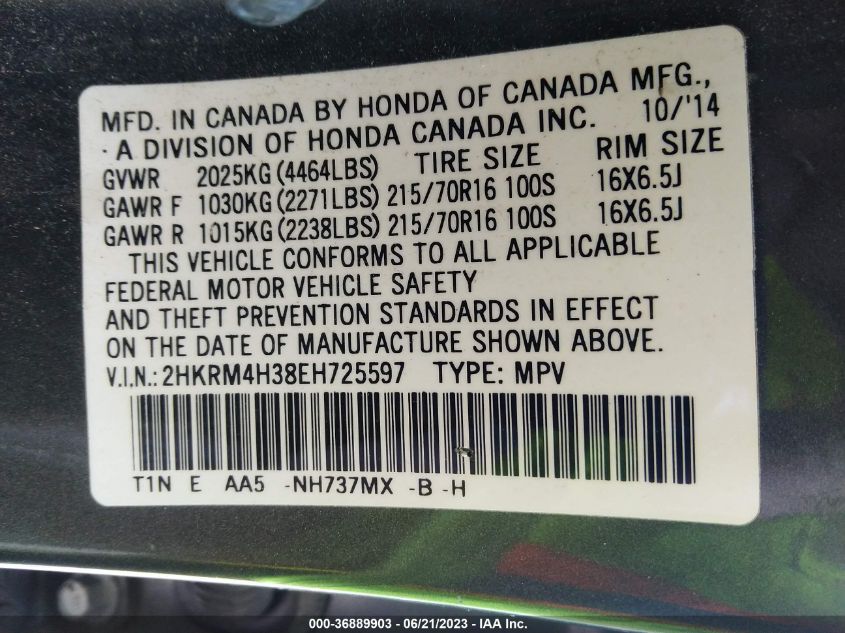 MFD. IN CANADA BY HONDA OF CANADA MFG.,
· A DIVISION OF HONDA CANADA INC. 10/'14
GVWR 2025KG (4464LBS) TIRE SIZE RIM SIZE
GAWR F 1030KG (2271LBS) 215/70R16 100S 16X6.5J
GAWR R 1015KG (2238LBS) 215/70R16 100S 16X6.5J
THIS VEHICLE CONFORMS TO ALL APPLICABLE
FEDERAL MOTOR VEHICLE SAFETY
AND THEFT PREVENTION STANDARDS IN EFFECT
ON THE DATE OF MANUFACTURE SHOWN ABOVE.
V.I.N.: 2HKRM4H38EH725597 TYPE: MPV
T1N E AA5 -NH737MX -B -H
000-36889903 - 06/21/2023 - IAA Inc.